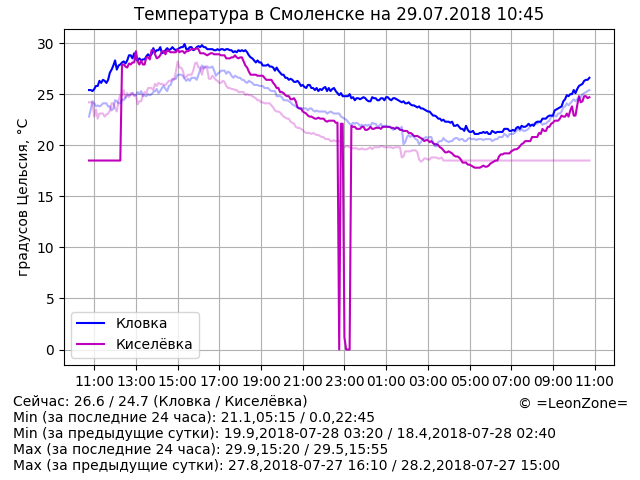 Температура в Смоленске на 29.07.2018 10:45
градусов Цельсия, °C
30
25
20
15
10
5
0
Кловка
Киселёвка
11:00 13:00 15:00 17:00 19:00 21:00 23:00 01:00 03:00 05:00 07:00 09:00 11:00
Сейчас: 26.6 / 24.7 (Кловка / Киселёвка)
© =LeonZone=
Min (за последние 24 часа): 21.1,05:15 / 0.0,22:45
Min (за предыдущие сутки): 19.9,2018-07-28 03:20 / 18.4,2018-07-28 02:40
Max (за последние 24 часа): 29.9,15:20 / 29.5,15:55
Max (за предыдущие сутки): 27.8,2018-07-27 16:10 / 28.2,2018-07-27 15:00